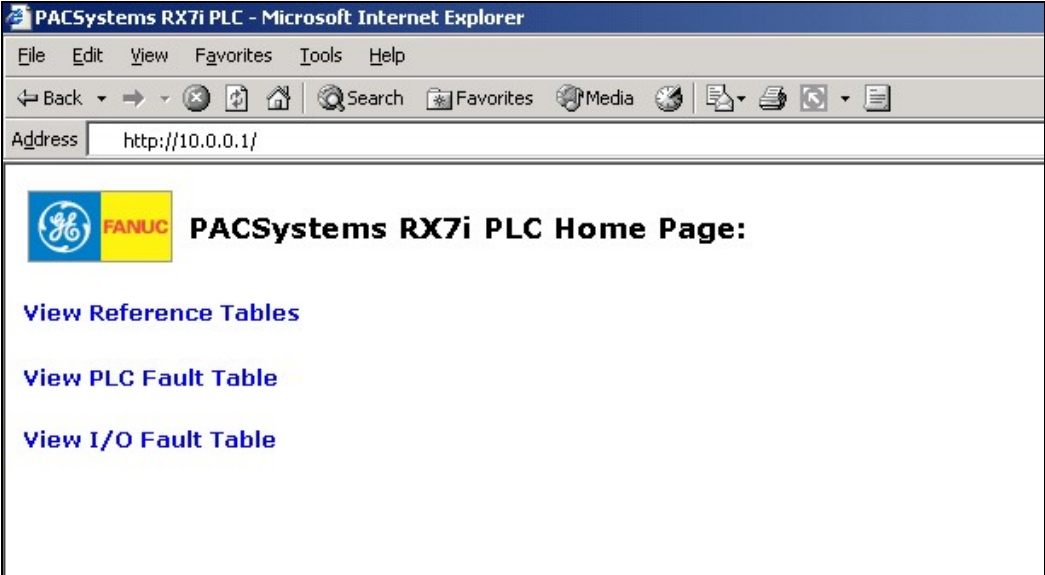 PACSystems RX7i PLC - Microsoft Internet Explorer
File Edit View Favorites Tools Help
Back Search Favorites Media
Address http://10.0.0.1/
GE FANUC PACSystems RX7i PLC Home Page:
View Reference Tables
View PLC Fault Table
View I/O Fault Table